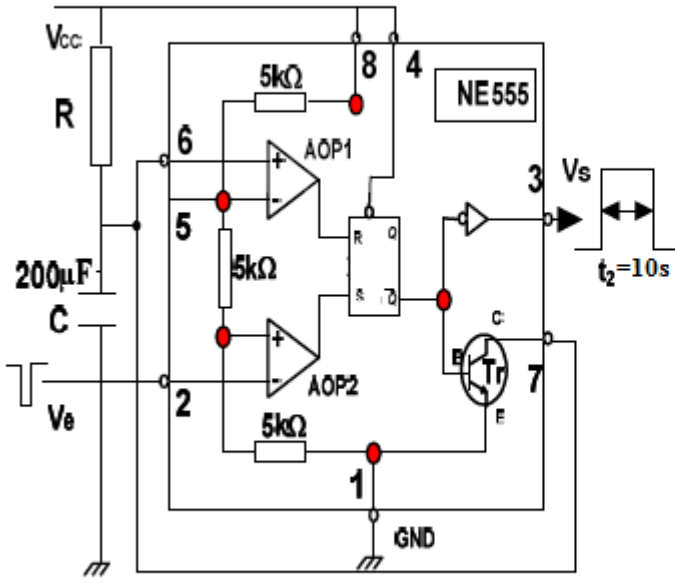 Vcc
R
200µF
C
Ve
5kΩ
8
4
NE555
6
AOP1
5
3
Vs
R
Q
5kΩ
S
Q
t₂=10s
C
B
Tr
7
E
2
AOP2
5kΩ
1
GND